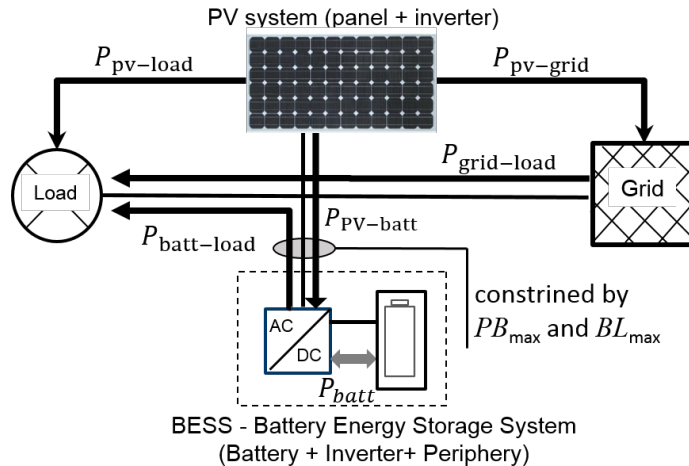 PV system (panel + inverter)
P_pv−load
P_pv−grid
P_grid−load
Load
Grid
P_PV−batt
P_batt−load
constrined by
PB_max and BL_max
AC
DC
P_batt
BESS - Battery Energy Storage System
(Battery + Inverter+ Periphery)